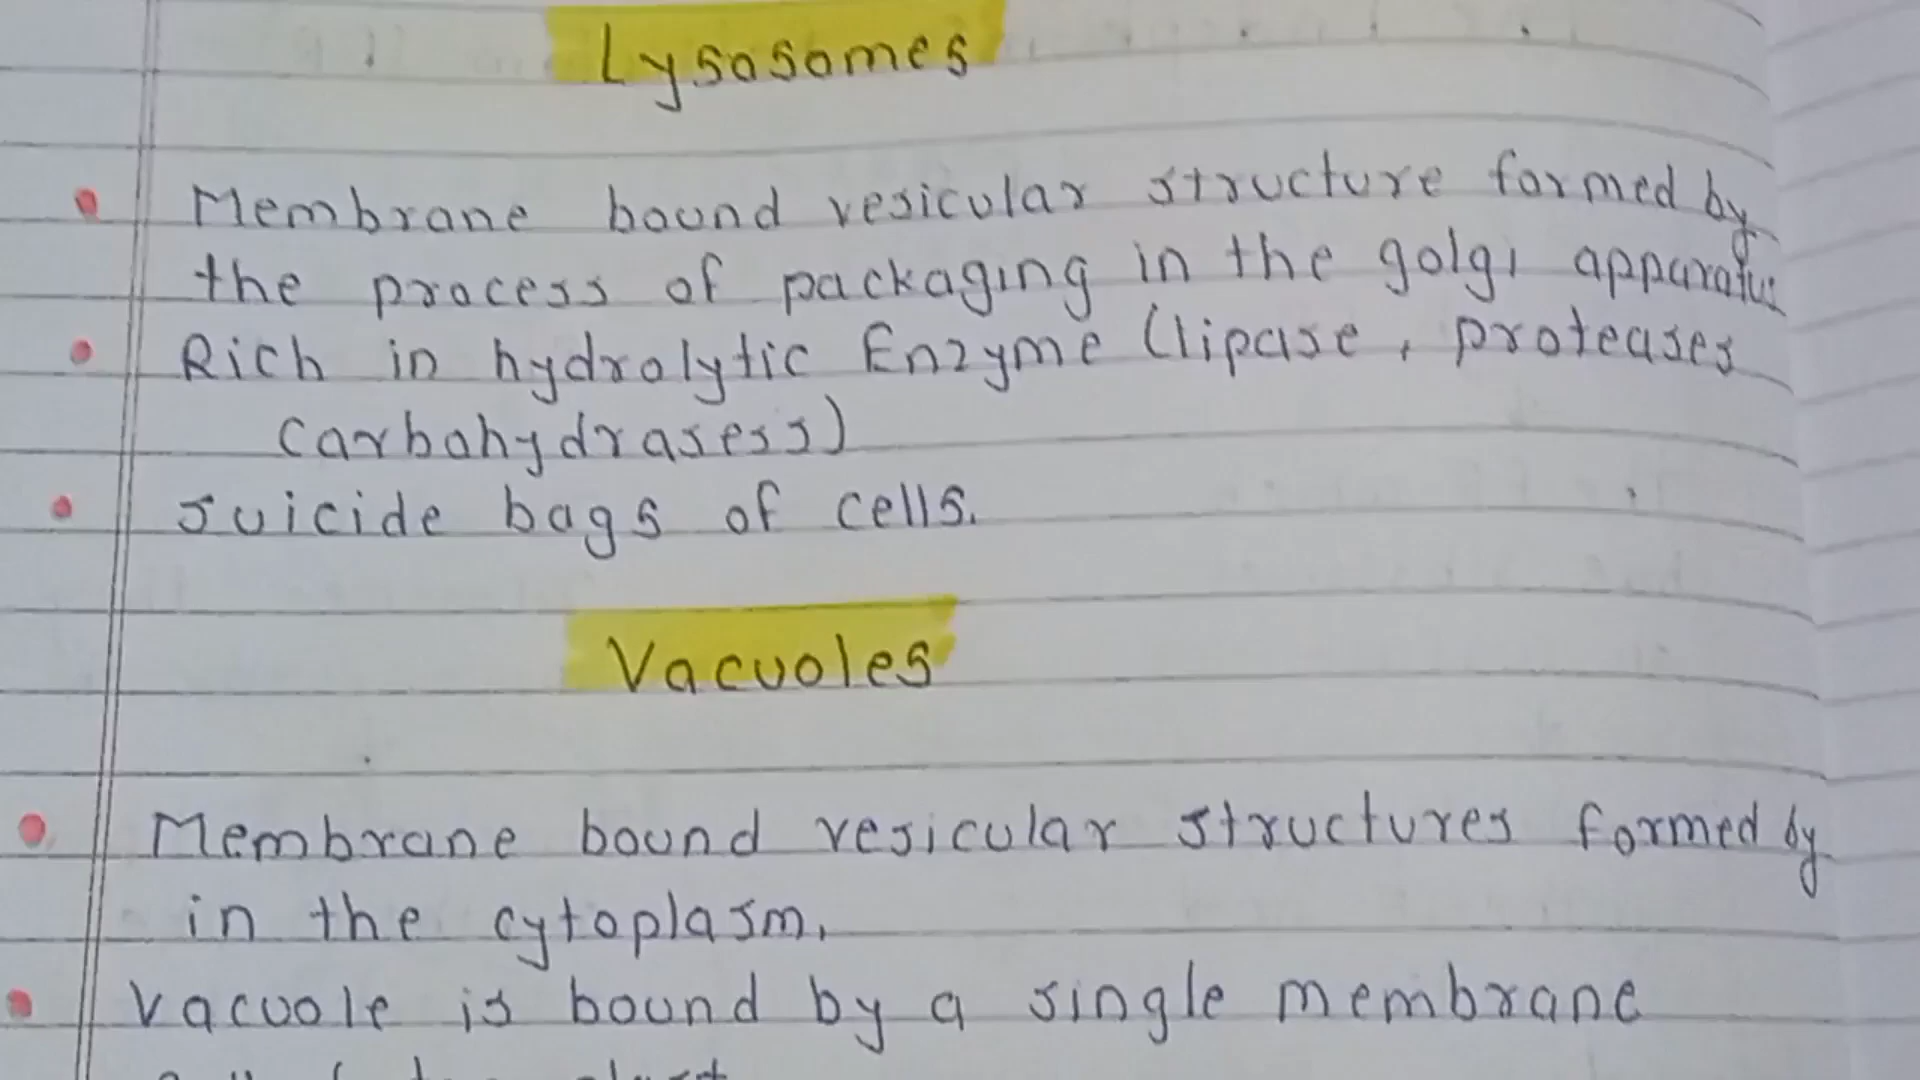 Lysosomes
Membrane bound vesicular structure formed by
the process of packaging in the golgi apparatus
Rich in hydrolytic Enzyme (lipase, proteases
Carbohydrasess)
Suicide bags of cells.
Vacuoles
Membrane bound vesicular structures formed by
in the cytoplasm.
Vacuole is bound by a single membrane